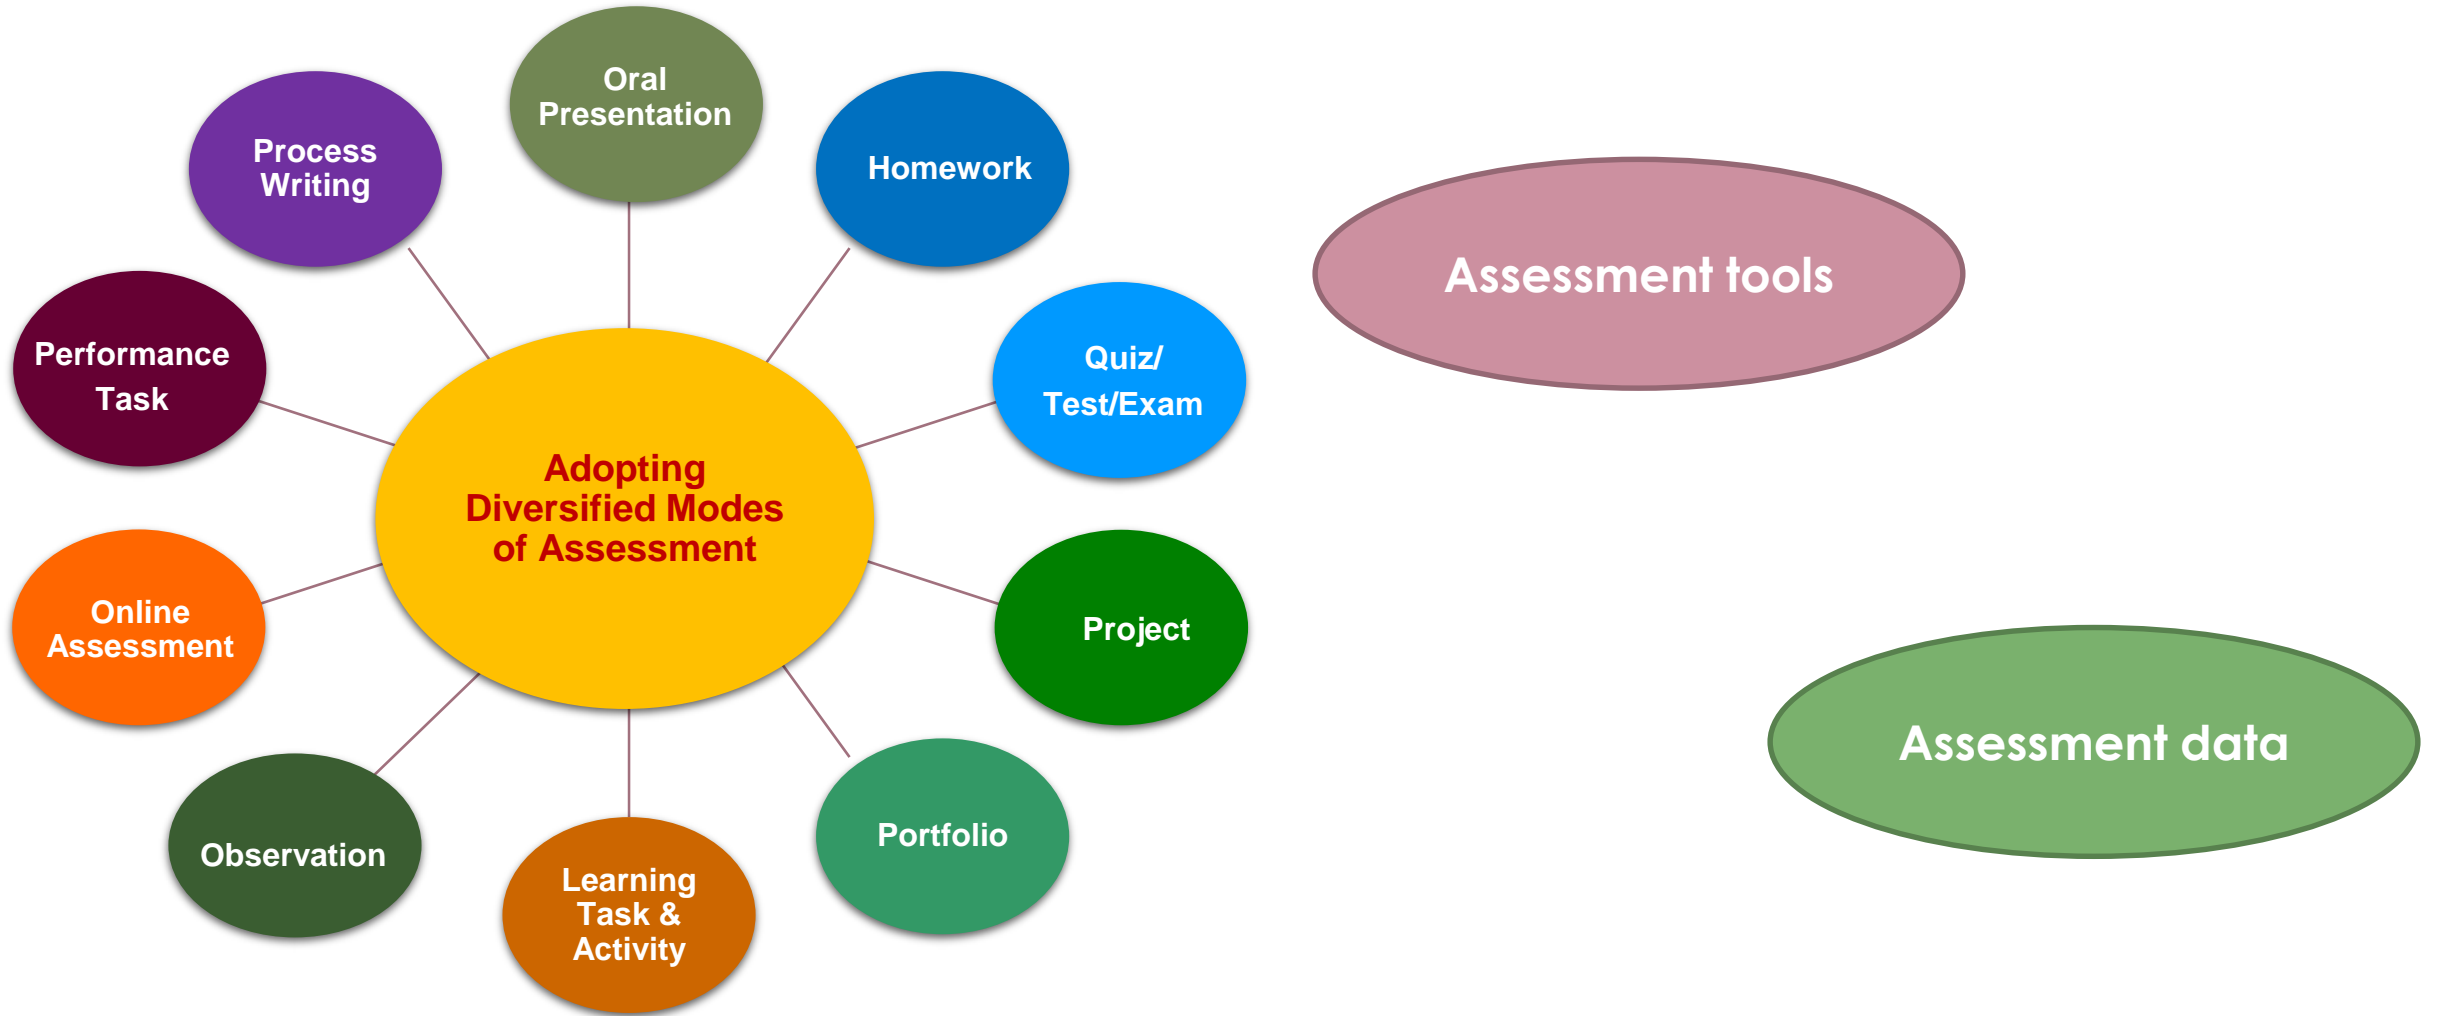 Oral
Presentation
Homework
Quiz/
Test/Exam
Project
Portfolio
Learning
Task &
Activity
Observation
Online
Assessment
Performance
Task
Process
Writing
Adopting
Diversified Modes
of Assessment
Assessment tools
Assessment data